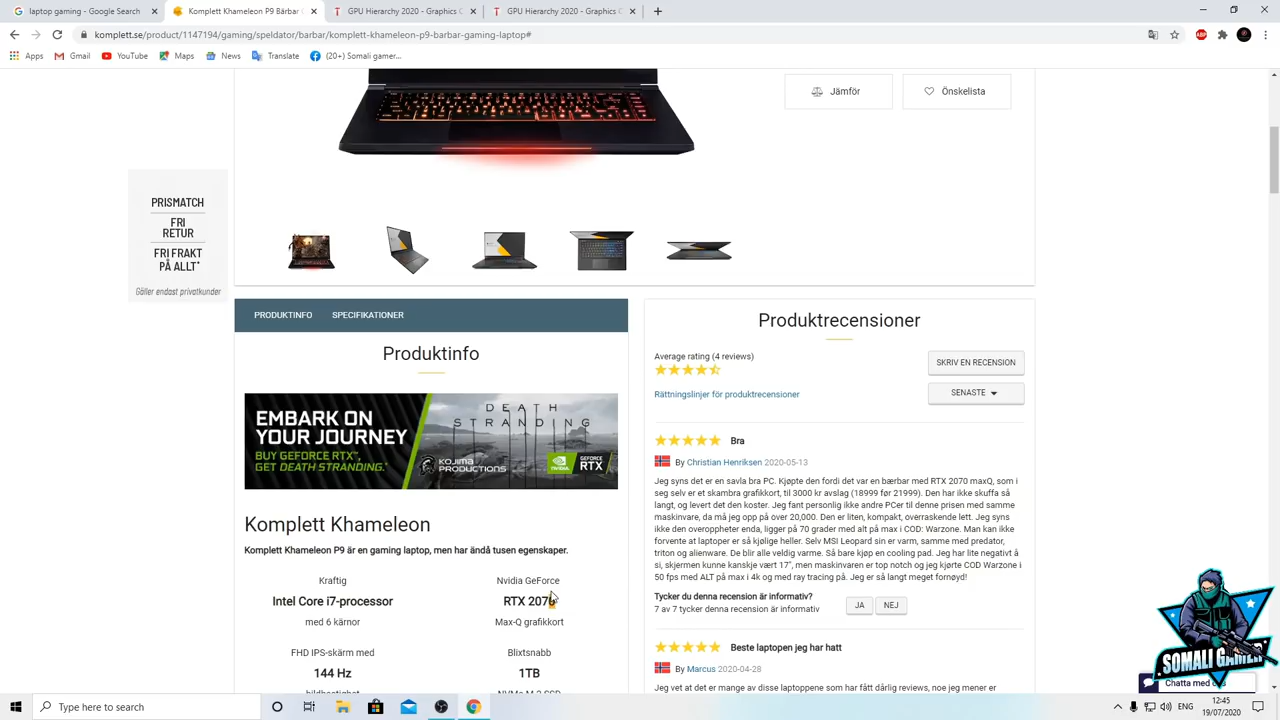 laptop gaming - Google Search
Komplett Khameleon P9 Bärbar
GPU Hierarchy 2020 - Graphics C
GPU Hierarchy 2020 - Graphics C
komplett.se/product/1147194/gaming/speldator/barbar/komplett-khameleon-p9-barbar-gaming-laptop#
Apps
Gmail
YouTube
Maps
News
Translate
(20+) Somali gamer...
Jämför
Önskelista
PRISMATCH
FRI
RETUR
FRI FRAKT
PÅ ALLT*
Gäller endast privatkunder
PRODUKTINFO
SPECIFIKATIONER
Produktinfo
EMBARK ON
YOUR JOURNEY
BUY GEFORCE RTX™,
GET DEATH STRANDING.*
DEATH
STRANDING
KOJIMA
PRODUCTIONS
NVIDIA
GEFORCE
RTX
Komplett Khameleon
Komplett Khameleon P9 är en gaming laptop, men har ändå tusen egenskaper.
Kraftig
Intel Core i7-processor
med 6 kärnor
Nvidia GeForce
RTX 2070
Max-Q grafikkort
FHD IPS-skärm med
144 Hz
bildhastighet
Blixtsnabb
1TB
NVMe M.2 SSD
Produktrecensioner
Average rating (4 reviews)
Rättningslinjer för produktrecensioner
SKRIV EN RECENSION
SENASTE
Bra
By Christian Henriksen 2020-05-13
Jeg syns det er en savla bra PC. Kjøpte den fordi det var en bærbar med RTX 2070 maxQ, som i
seg selv er et skambra grafikkort, til 3000 kr avslag (18999 før 21999). Den har ikke skuffa så
langt, og levert det den koster. Jeg fant personlig ikke andre PCer til denne prisen med samme
maskinvare, da må jeg opp på over 20,000. Den er liten, kompakt, overraskende lett. Jeg syns
ikke den overoppheter enda, ligger på 70 grader med alt på max i COD: Warzone. Man kan ikke
forvente at laptoper er så kjølige heller. Selv MSI Leopard sin er varm, samme med predator,
triton og alienware. De blir alle veldig varme. Så bare kjøp en cooling pad. Jeg har lite negativt å
si, skjermen kunne kanskje vært 17", men maskinvaren er top notch og jeg kjørte COD Warzone i
50 fps med ALT på max i 4k og med ray tracing på. Jeg er så langt meget fornøyd!
Tycker du denna recension är informativ?
7 av 7 tycker denna recension är informativ
JA
NEJ
Beste laptopen jeg har hatt
By Marcus 2020-04-28
Jeg vet at det er mange av disse laptoppene som har fått dårlig reviews, noe jeg mener er
Chatta med
SOMALI GAMER
Type here to search
ENG
12:45
19/07/2020